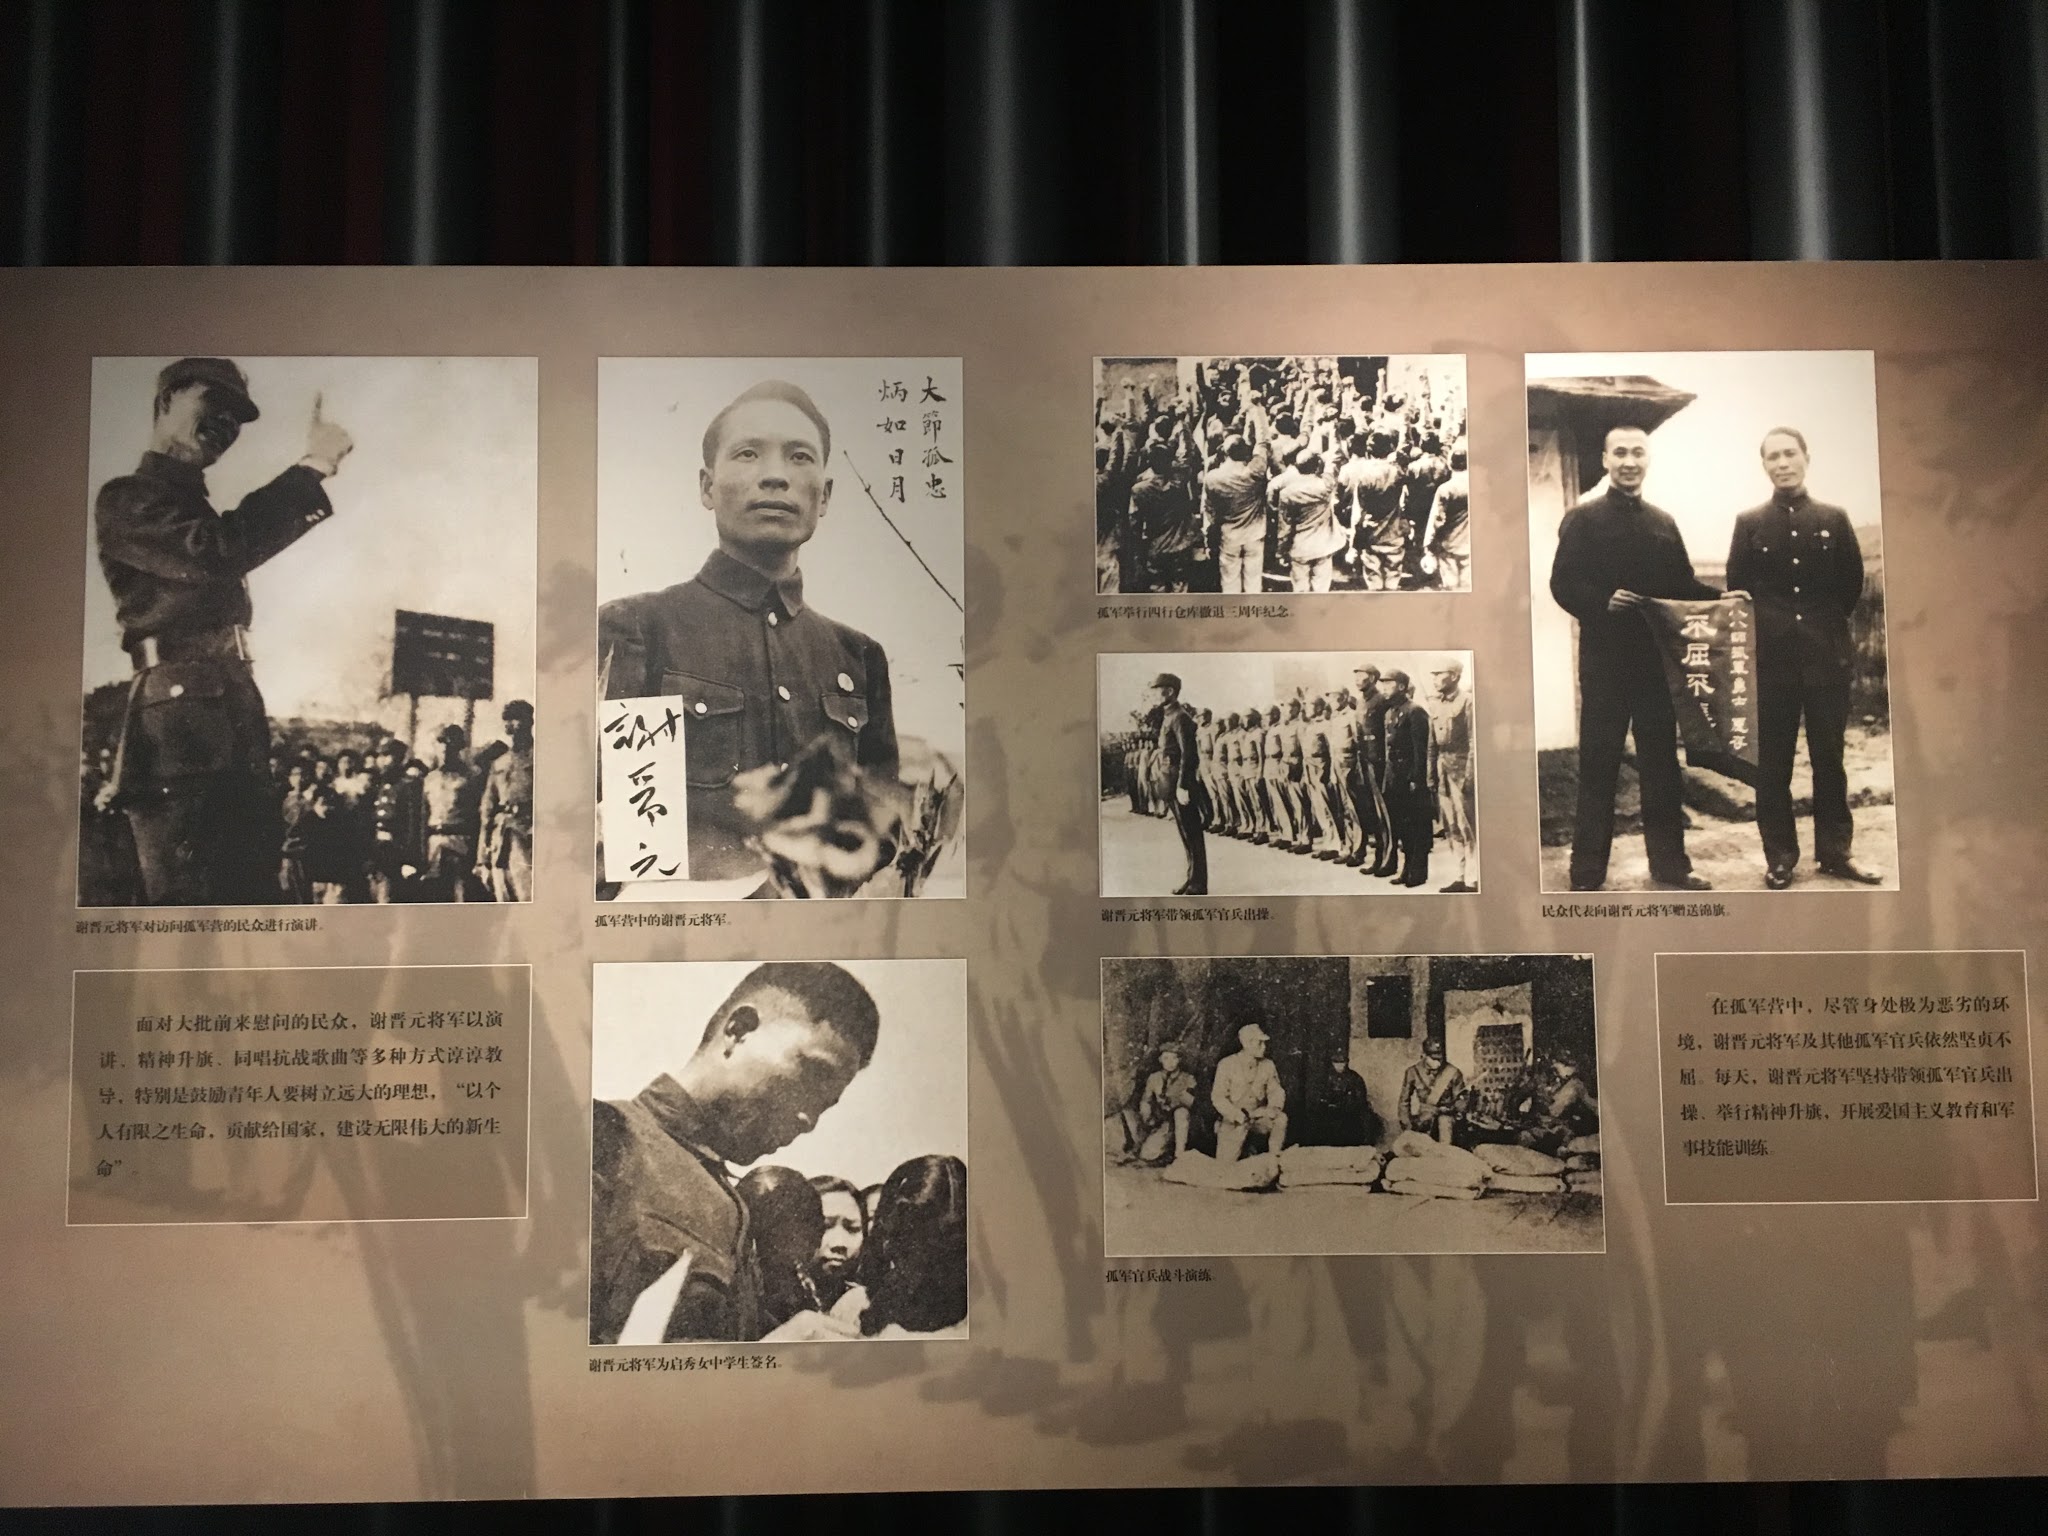 大節孤忠
炳如日月
謝晋元
不屈不撓
谢晋元将军对访问孤军营的民众进行演讲。
孤军营中的谢晋元将军。
面对大批前来慰问的民众，谢晋元将军以演
讲、精神升旗、同唱抗战歌曲等多种方式谆谆教
导，特别是鼓励青年人要树立远大的理想，“以个
人有限之生命，贡献给国家，建设无限伟大的新生
命”。
谢晋元将军为启秀女中学生签名。
孤军举行四行仓库撤退三周年纪念。
谢晋元将军带领孤军官兵出操。
民众代表向谢晋元将军赠送锦旗。
孤军官兵战斗演练。
在孤军营中，尽管身处极为恶劣的环
境，谢晋元将军及其他孤军官兵依然坚贞不
屈。每天，谢晋元将军坚持带领孤军官兵出
操、举行精神升旗，开展爱国主义教育和军
事技能训练。